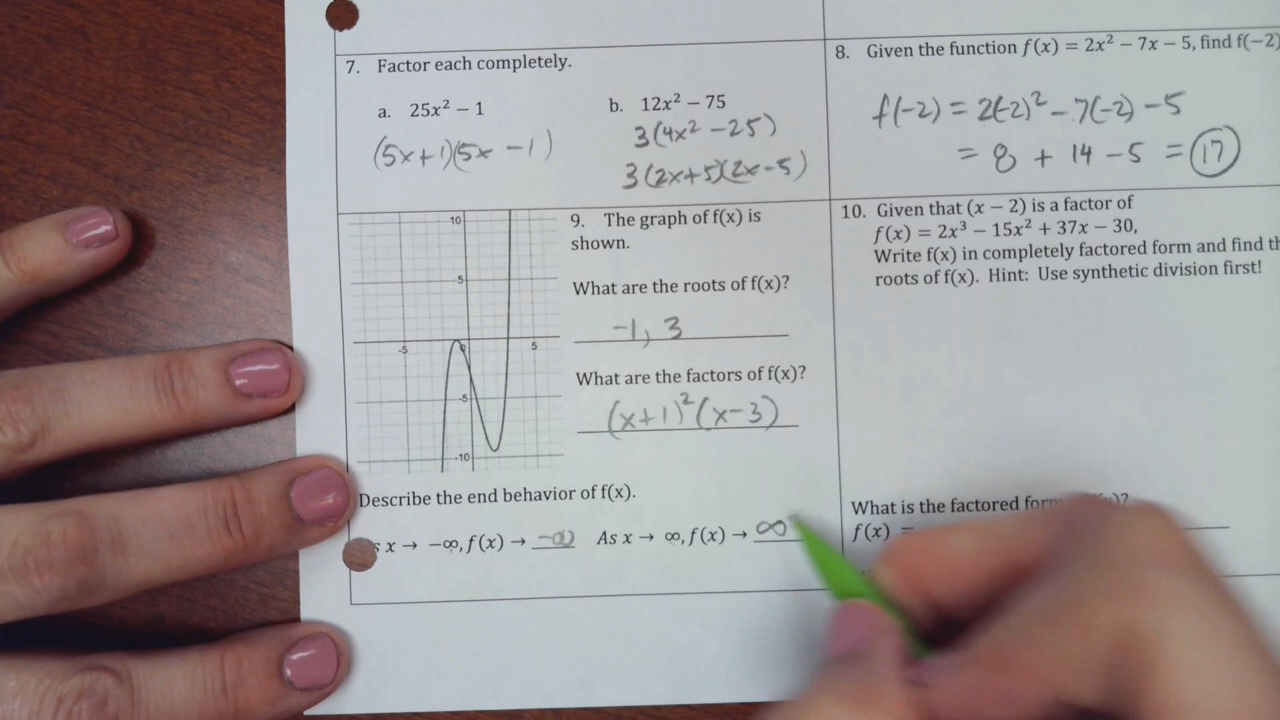 7. Factor each completely.
a. 25x² − 1
(5x+1)(5x −1)
b. 12x² − 75
3(4x² −25)
3(2x+5)(2x−5)
8. Given the function f(x) = 2x² − 7x − 5, find f(−2)
f(−2) = 2(−2)² − 7(−2) −5
= 8 + 14 −5 = 17
10
5
-5
0
5
-5
-10
9. The graph of f(x) is
shown.
What are the roots of f(x)?
−1, 3
What are the factors of f(x)?
(x+1)²(x−3)
Describe the end behavior of f(x).
x → −∞, f(x) → −∞ As x → ∞, f(x) → ∞
10. Given that (x − 2) is a factor of
f(x) = 2x³ − 15x² + 37x − 30,
Write f(x) in completely factored form and find
roots of f(x). Hint: Use synthetic division first!
What is the factored
f(x) =